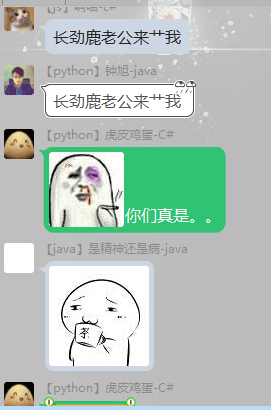 长劲鹿老公来艹我
【python】钟旭-java
长劲鹿老公来艹我
【python】虎皮鸡蛋-C#
你们真是。。
【java】是精神还是病-java
茶
【python】虎皮鸡蛋-C#